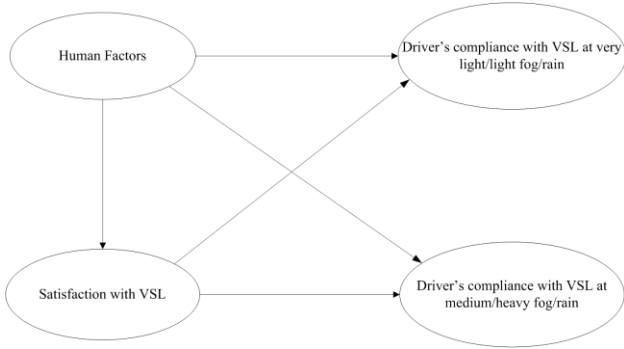 Human Factors
Driver's compliance with VSL at very
light/light fog/rain
Satisfaction with VSL
Driver's compliance with VSL at
medium/heavy fog/rain